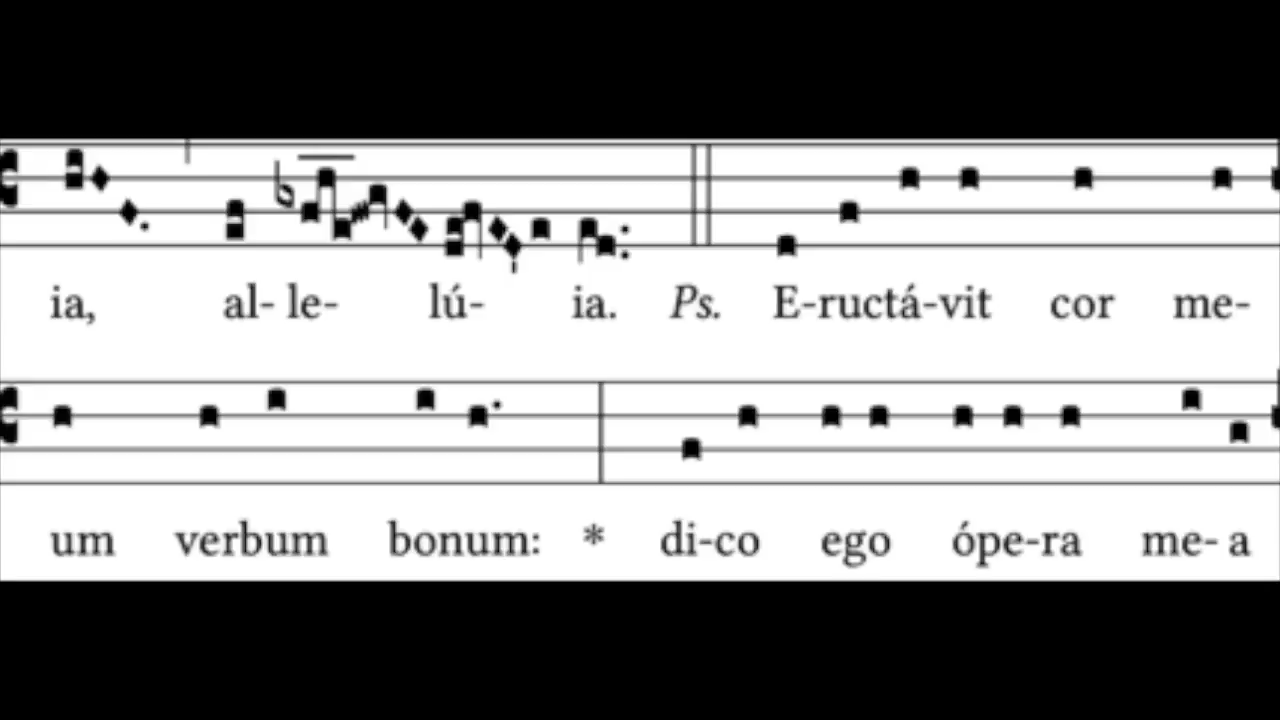 ia, al- le- lú- ia. Ps. E-ructá-vit cor me-
um verbum bonum: * di-co ego ópe-ra me- a